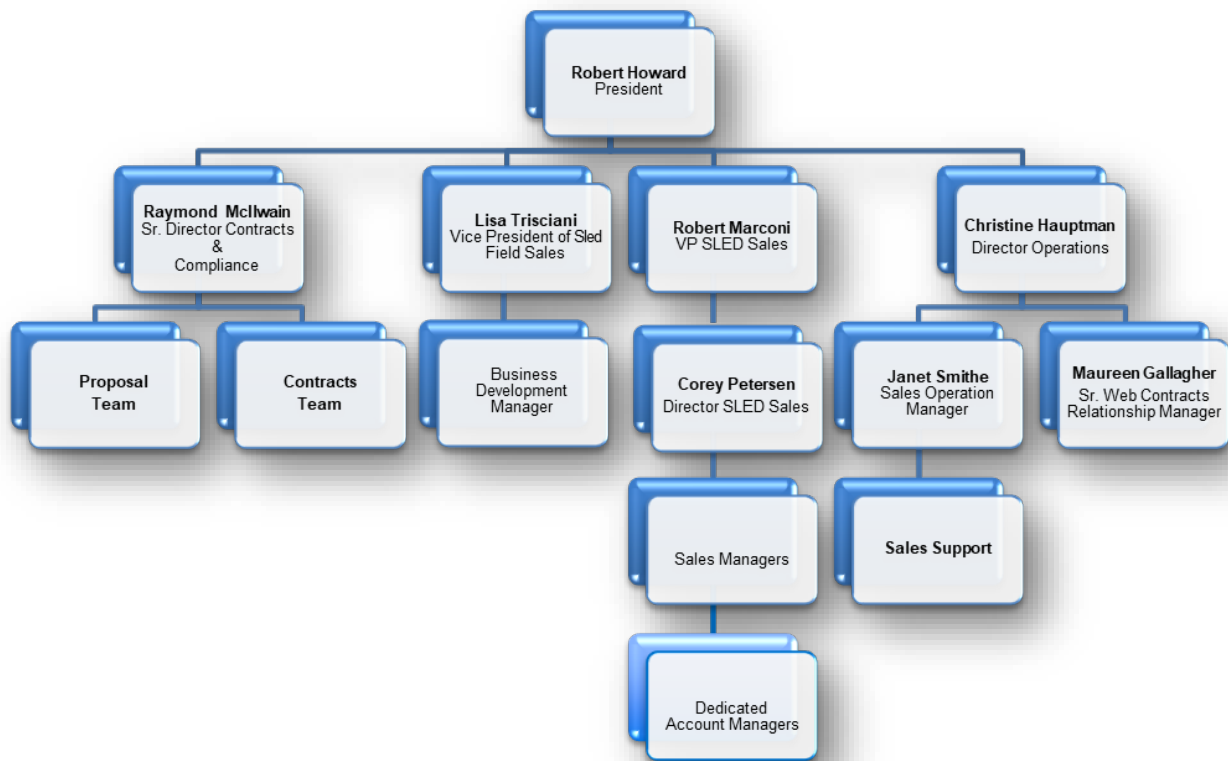 Robert Howard
President
Raymond McIlwain
Sr. Director Contracts
&
Compliance
Lisa Trisciani
Vice President of Sled
Field Sales
Robert Marconi
VP SLED Sales
Christine Hauptman
Director Operations
Proposal
Team
Contracts
Team
Business
Development
Manager
Corey Petersen
Director SLED Sales
Janet Smithe
Sales Operation
Manager
Maureen Gallagher
Sr. Web Contracts
Relationship Manager
Sales Managers
Sales Support
Dedicated
Account Managers